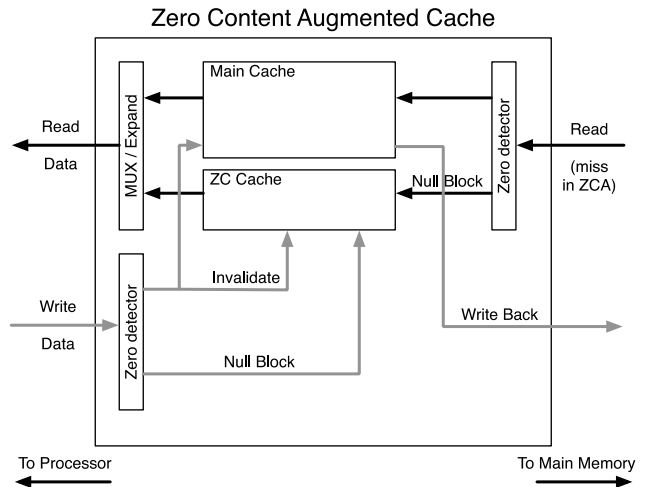 Zero Content Augmented Cache
Main Cache
MUX / Expand
Zero detector
Read
Data
Read
(miss
in ZCA)
ZC Cache
Null Block
Invalidate
Write
Data
Zero detector
Write Back
Null Block
To Processor
To Main Memory